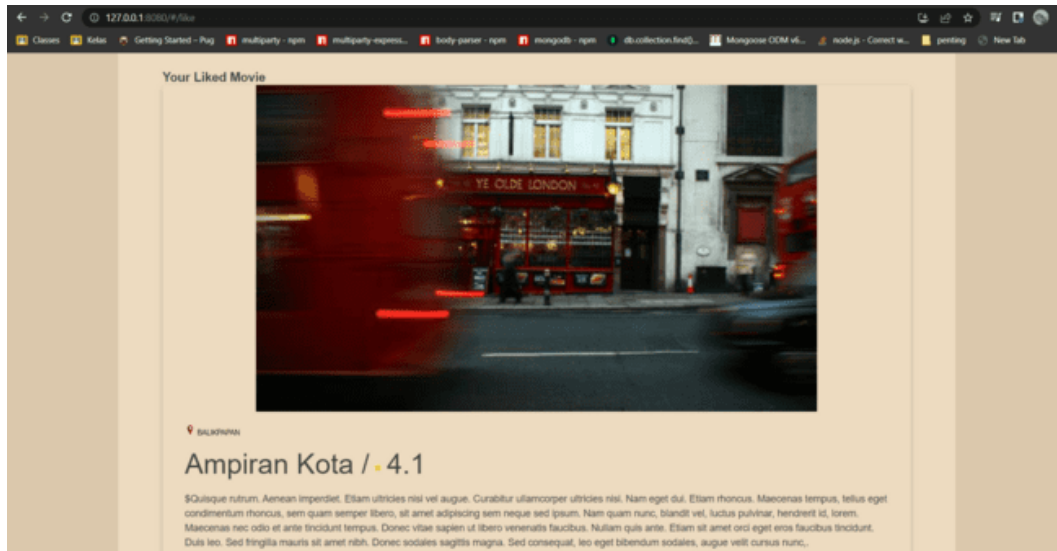 127.0.0.1:8080/#/like
Classes Kelas Getting Started – Pug multiparty - npm multiparty-express... body-parser - npm mongodb - npm db.collection.find()... Mongoose ODM v6... node.js - Correct w... penting New Tab
Your Liked Movie
YE OLDE LONDON
BALIKPAPAN
Ampiran Kota / 4.1
$Quisque rutrum. Aenean imperdiet. Etiam ultricies nisi vel augue. Curabitur ullamcorper ultricies nisi. Nam eget dui. Etiam rhoncus. Maecenas tempus, tellus eget
condimentum rhoncus, sem quam semper libero, sit amet adipiscing sem neque sed ipsum. Nam quam nunc, blandit vel, luctus pulvinar, hendrerit id, lorem.
Maecenas nec odio et ante tincidunt tempus. Donec vitae sapien ut libero venenatis faucibus. Nullam quis ante. Etiam sit amet orci eget eros faucibus tincidunt.
Duis leo. Sed fringilla mauris sit amet nibh. Donec sodales sagittis magna. Sed consequat, leo eget bibendum sodales, augue velit cursus nunc,.